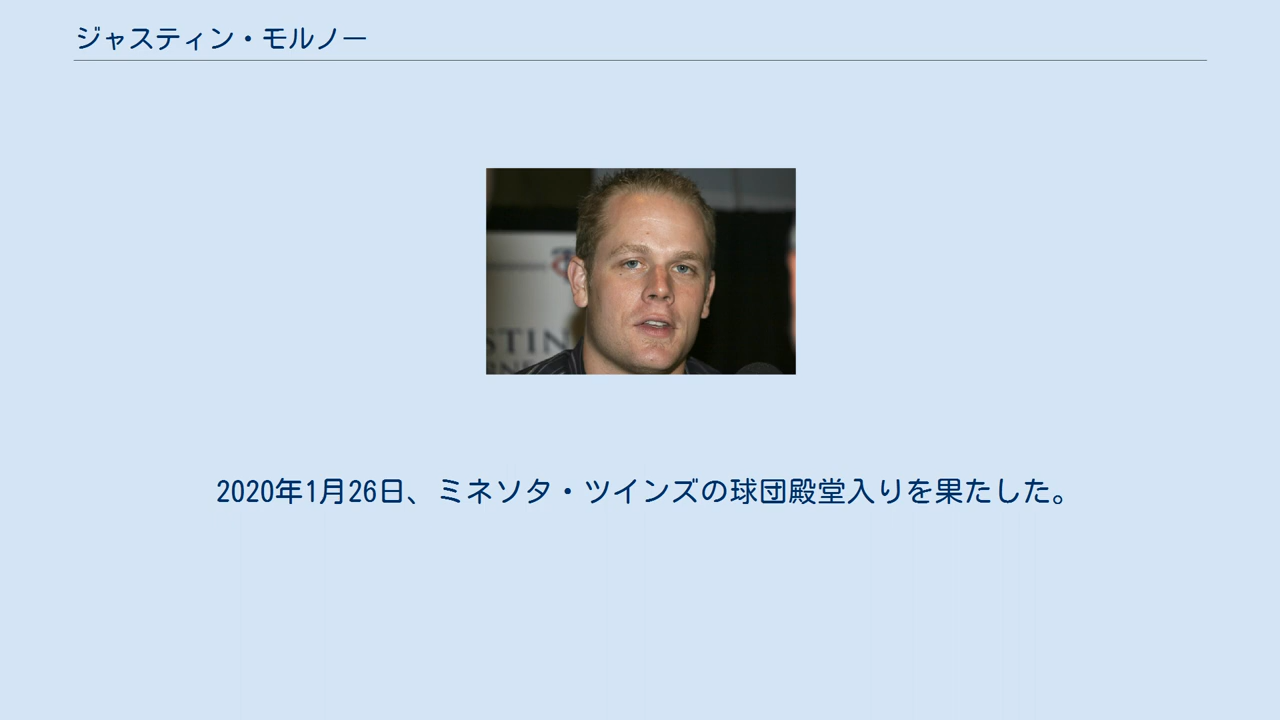 ジャスティン・モルノー
STIN
2020年1月26日、ミネソタ・ツインズの球団殿堂入りを果たした。